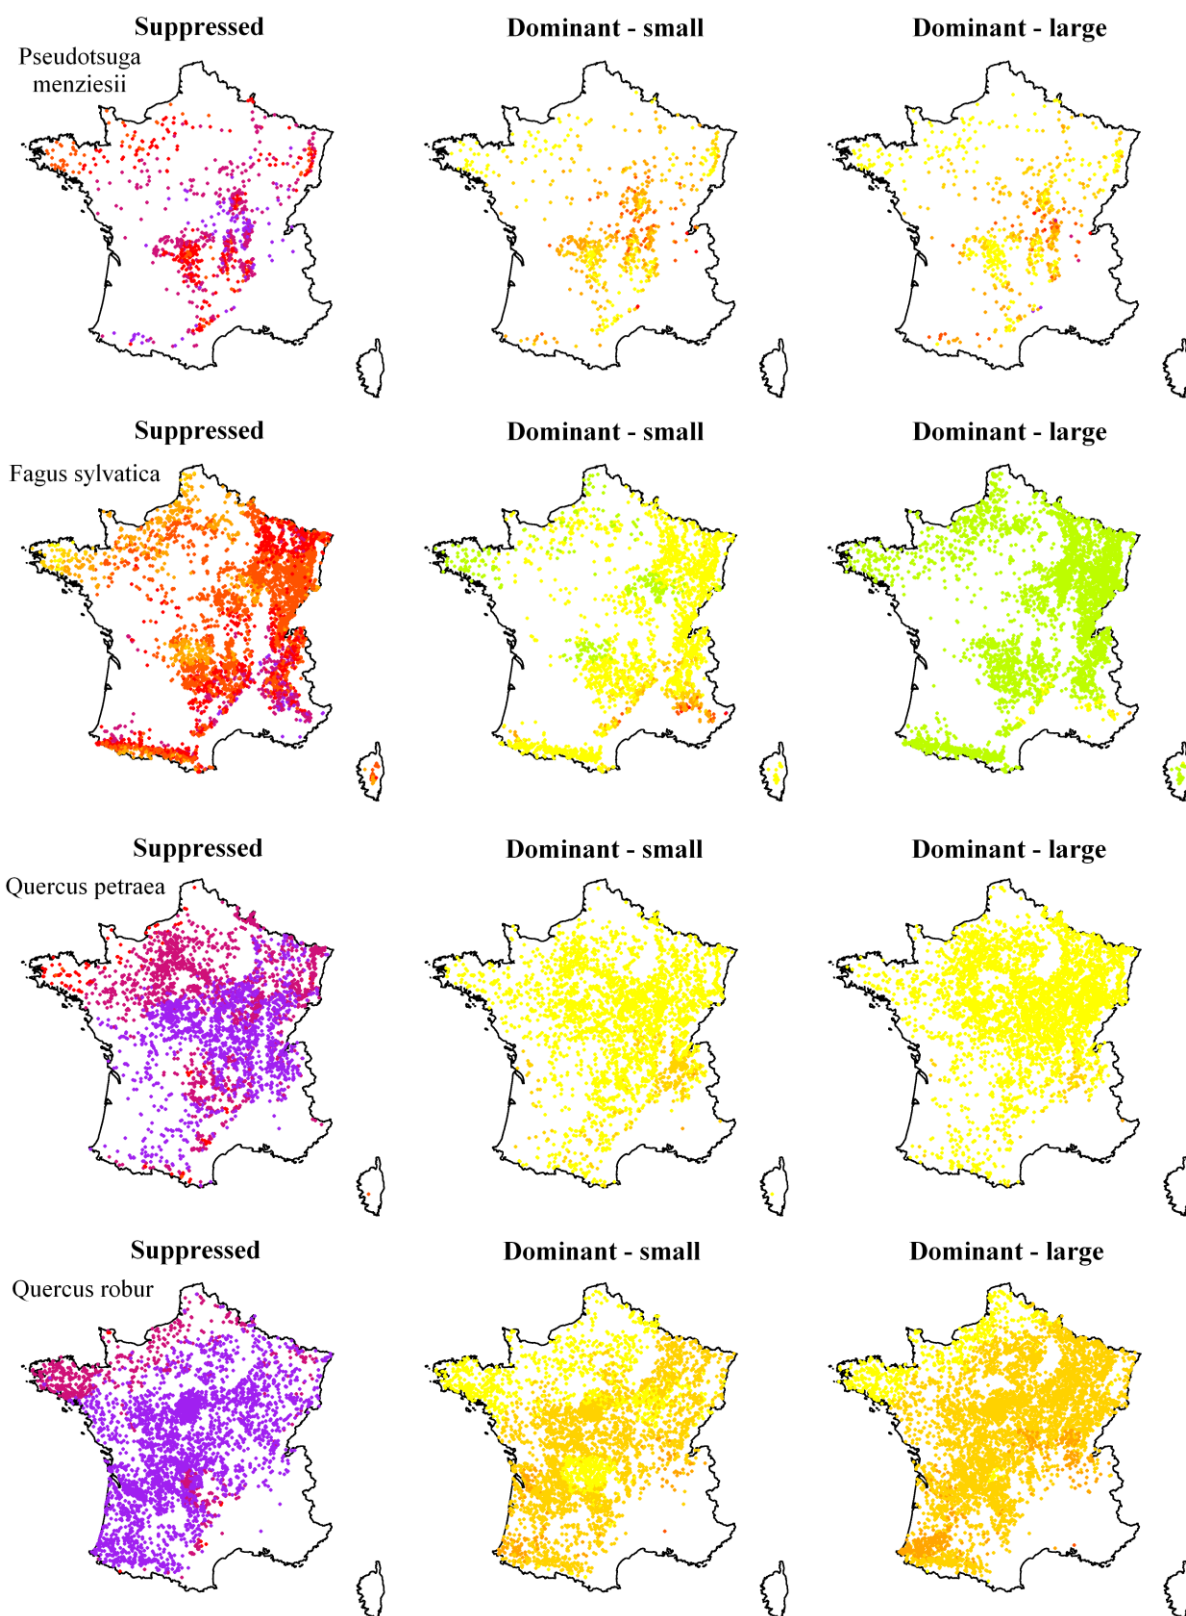 Suppressed Dominant - small Dominant - large
Pseudotsuga
menziesii
Suppressed Dominant - small Dominant - large
Fagus sylvatica
Suppressed Dominant - small Dominant - large
Quercus petraea
Suppressed Dominant - small Dominant - large
Quercus robur